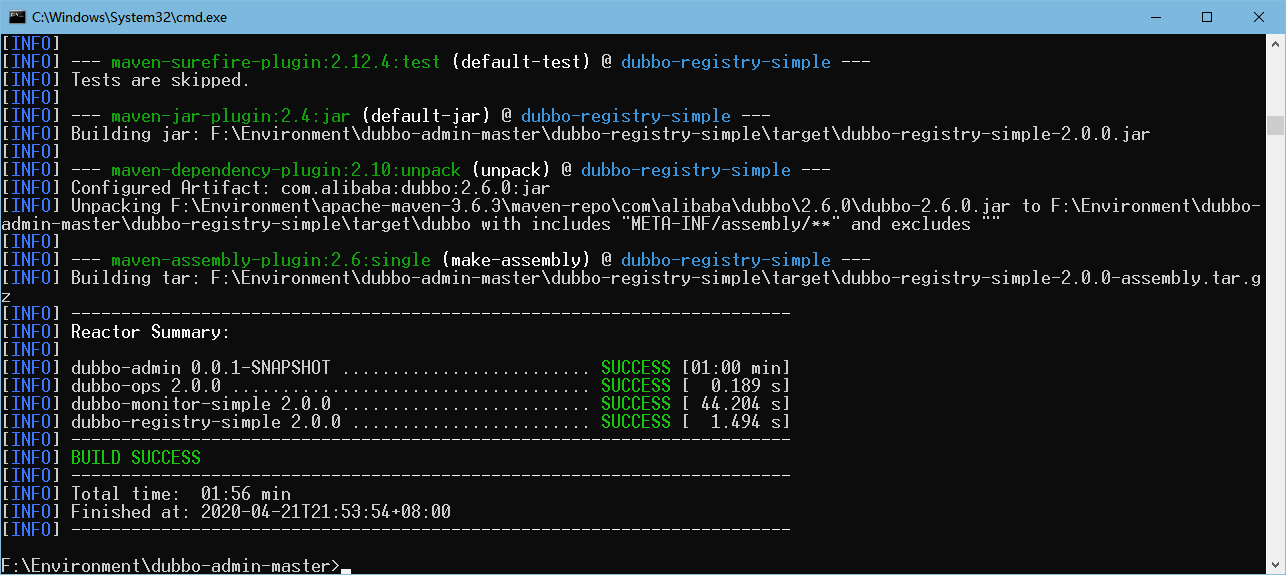 C:\Windows\System32\cmd.exe
[INFO]
[INFO] --- maven-surefire-plugin:2.12.4:test (default-test) @ dubbo-registry-simple ---
[INFO] Tests are skipped.
[INFO]
[INFO] --- maven-jar-plugin:2.4:jar (default-jar) @ dubbo-registry-simple ---
[INFO] Building jar: F:\Environment\dubbo-admin-master\dubbo-registry-simple\target\dubbo-registry-simple-2.0.0.jar
[INFO]
[INFO] --- maven-dependency-plugin:2.10:unpack (unpack) @ dubbo-registry-simple ---
[INFO] Configured Artifact: com.alibaba:dubbo:2.6.0:jar
[INFO] Unpacking F:\Environment\apache-maven-3.6.3\maven-repo\com\alibaba\dubbo\2.6.0\dubbo-2.6.0.jar to F:\Environment\dubbo-
admin-master\dubbo-registry-simple\target\dubbo with includes "META-INF/assembly/**" and excludes ""
[INFO]
[INFO] --- maven-assembly-plugin:2.6:single (make-assembly) @ dubbo-registry-simple ---
[INFO] Building tar: F:\Environment\dubbo-admin-master\dubbo-registry-simple\target\dubbo-registry-simple-2.0.0-assembly.tar.g
z
[INFO] ------------------------------------------------------------------------
[INFO] Reactor Summary:
[INFO]
[INFO] dubbo-admin 0.0.1-SNAPSHOT ......................... SUCCESS [01:00 min]
[INFO] dubbo-ops 2.0.0 .................................... SUCCESS [  0.189 s]
[INFO] dubbo-monitor-simple 2.0.0 ......................... SUCCESS [ 44.204 s]
[INFO] dubbo-registry-simple 2.0.0 ........................ SUCCESS [  1.494 s]
[INFO] ------------------------------------------------------------------------
[INFO] BUILD SUCCESS
[INFO] ------------------------------------------------------------------------
[INFO] Total time:  01:56 min
[INFO] Finished at: 2020-04-21T21:53:54+08:00
[INFO] ------------------------------------------------------------------------
F:\Environment\dubbo-admin-master>